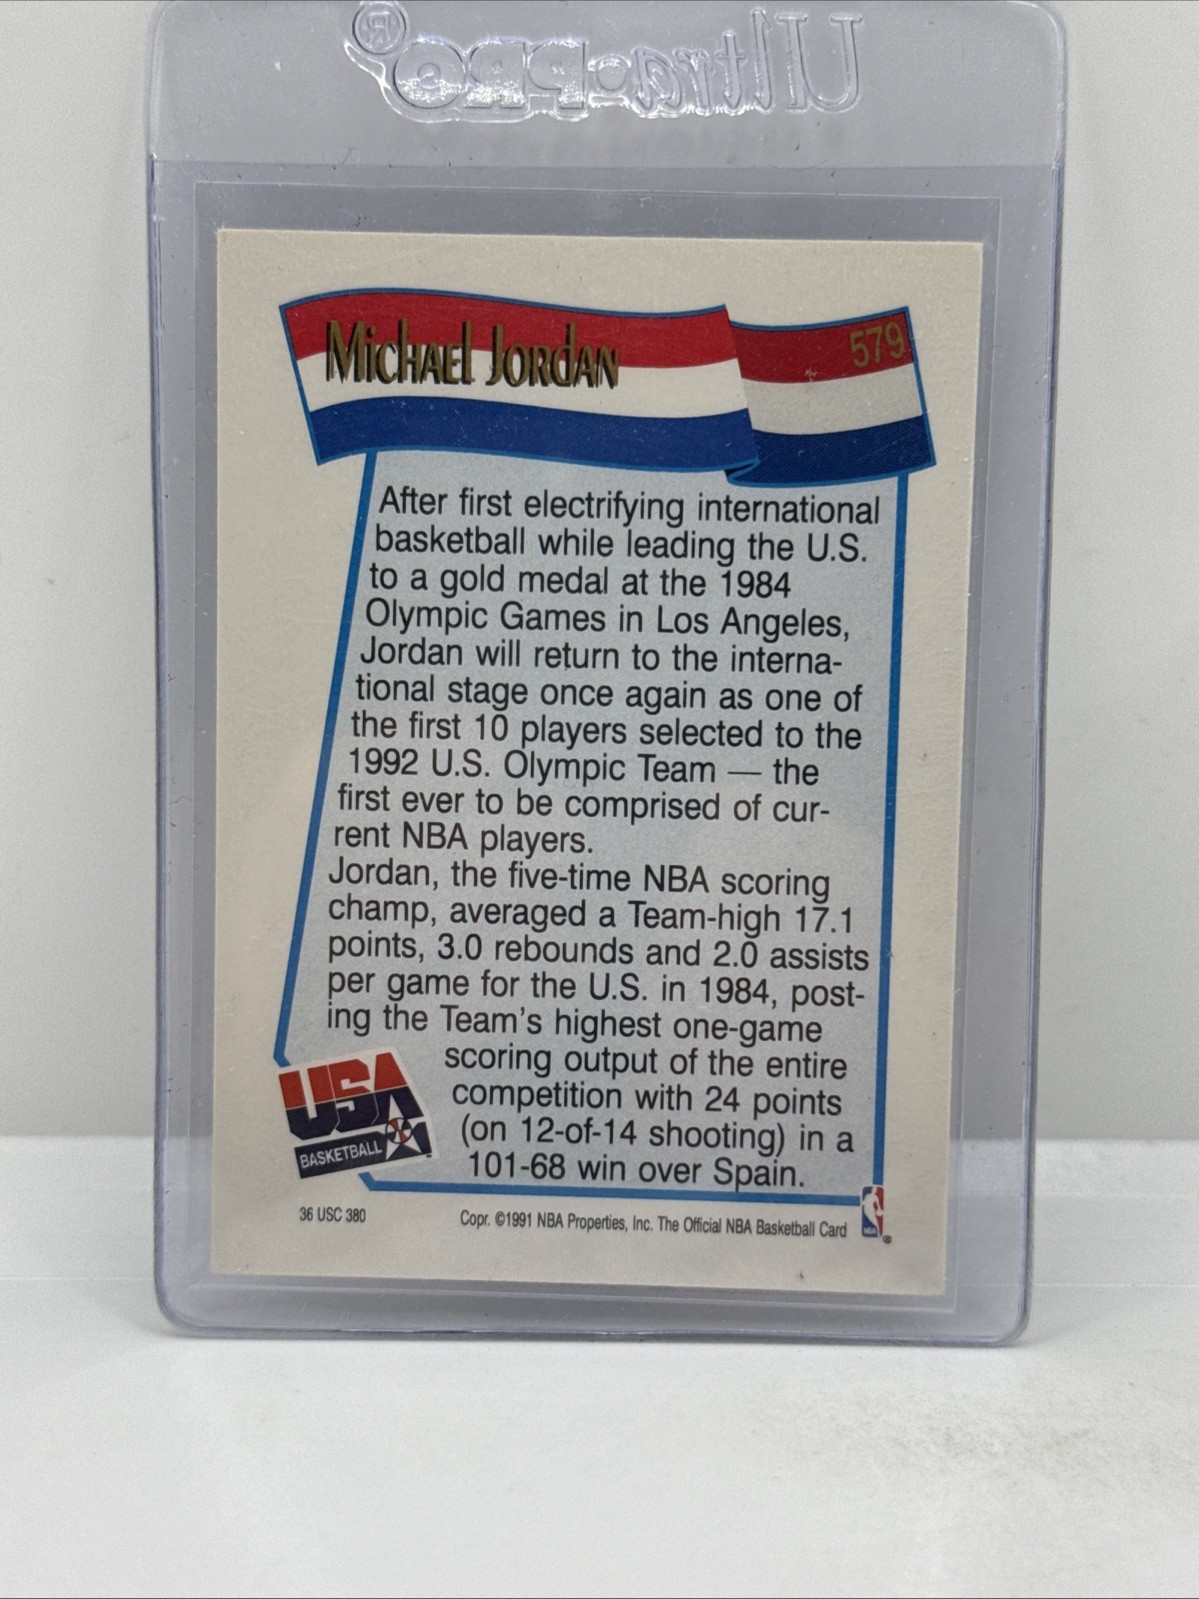 Ultra•PRO®
Michael Jordan
579
After first electrifying international
basketball while leading the U.S.
to a gold medal at the 1984
Olympic Games in Los Angeles,
Jordan will return to the interna-
tional stage once again as one of
the first 10 players selected to the
1992 U.S. Olympic Team — the
first ever to be comprised of cur-
rent NBA players.
Jordan, the five-time NBA scoring
champ, averaged a Team-high 17.1
points, 3.0 rebounds and 2.0 assists
per game for the U.S. in 1984, post-
ing the Team's highest one-game
scoring output of the entire
competition with 24 points
(on 12-of-14 shooting) in a
101-68 win over Spain.
USA
BASKETBALL
36 USC 380
Copr. ©1991 NBA Properties, Inc. The Official NBA Basketball Card
NBA
®